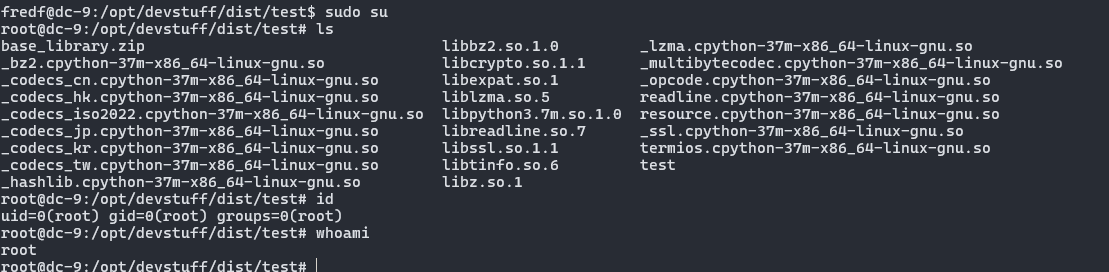 fredf@dc-9:/opt/devstuff/dist/test$ sudo su
root@dc-9:/opt/devstuff/dist/test# ls
base_library.zip                              libbz2.so.1.0         _lzma.cpython-37m-x86_64-linux-gnu.so
_bz2.cpython-37m-x86_64-linux-gnu.so          libcrypto.so.1.1      _multibytecodec.cpython-37m-x86_64-linux-gnu.so
_codecs_cn.cpython-37m-x86_64-linux-gnu.so    libexpat.so.1         _opcode.cpython-37m-x86_64-linux-gnu.so
_codecs_hk.cpython-37m-x86_64-linux-gnu.so    liblzma.so.5          readline.cpython-37m-x86_64-linux-gnu.so
_codecs_iso2022.cpython-37m-x86_64-linux-gnu.so  libpython3.7m.so.1.0  resource.cpython-37m-x86_64-linux-gnu.so
_codecs_jp.cpython-37m-x86_64-linux-gnu.so    libreadline.so.7      _ssl.cpython-37m-x86_64-linux-gnu.so
_codecs_kr.cpython-37m-x86_64-linux-gnu.so    libssl.so.1.1         termios.cpython-37m-x86_64-linux-gnu.so
_codecs_tw.cpython-37m-x86_64-linux-gnu.so    libtinfo.so.6         test
_hashlib.cpython-37m-x86_64-linux-gnu.so      libz.so.1
root@dc-9:/opt/devstuff/dist/test# id
uid=0(root) gid=0(root) groups=0(root)
root@dc-9:/opt/devstuff/dist/test# whoami
root
root@dc-9:/opt/devstuff/dist/test#